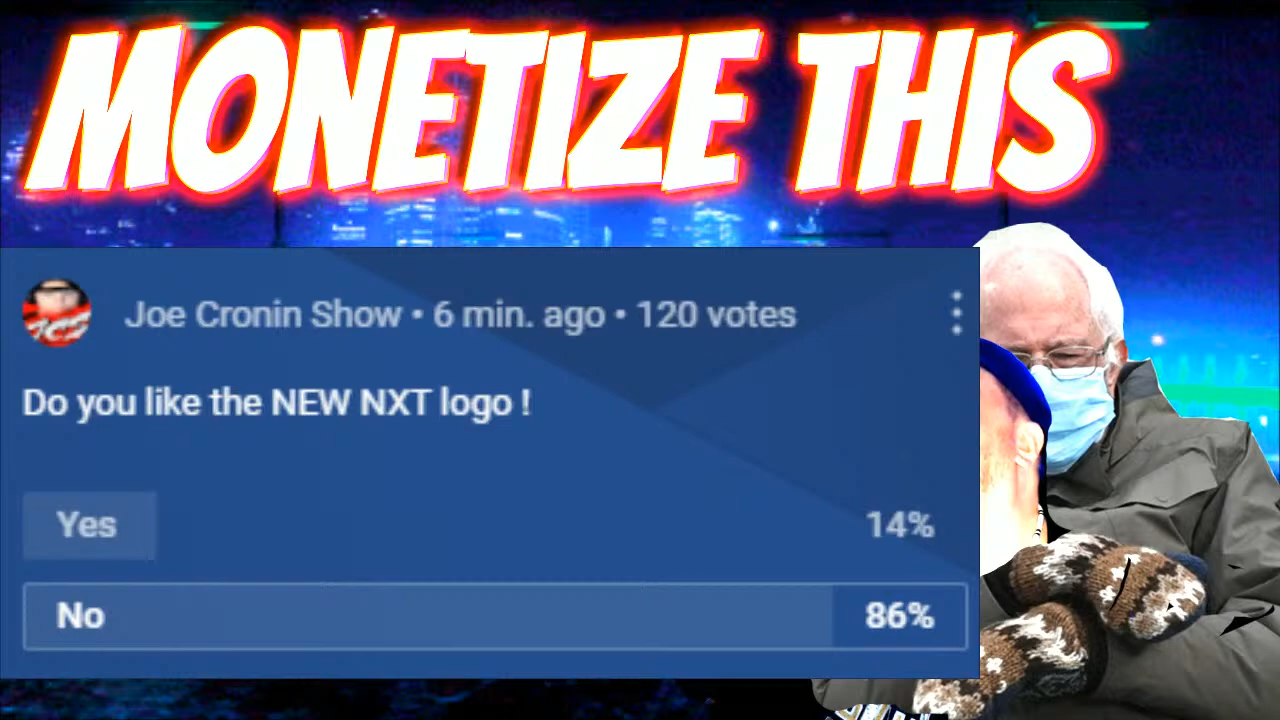 MONETIZE THIS
Joe Cronin Show • 6 min. ago • 120 votes
Do you like the NEW NXT logo !
Yes 14%
No 86%